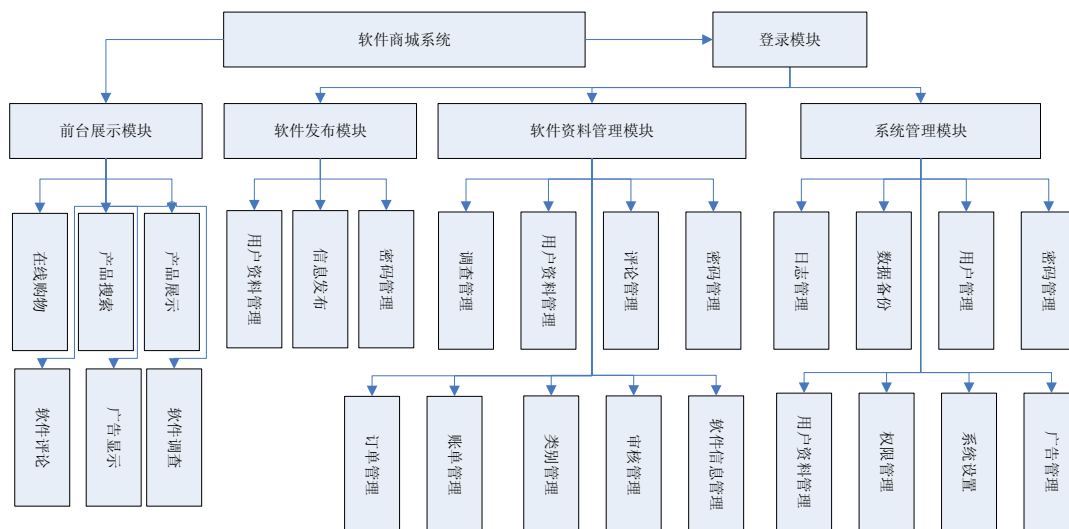 软件商城系统
登录模块
前台展示模块
软件发布模块
软件资料管理模块
系统管理模块
在线购物
产品搜索
产品展示
用户资料管理
信息发布
密码管理
调查管理
用户资料管理
评论管理
密码管理
日志管理
数据备份
用户管理
密码管理
软件评论
广告显示
软件调查
订单管理
账单管理
类别管理
审核管理
软件信息管理
用户资料管理
权限管理
系统设置
广告管理